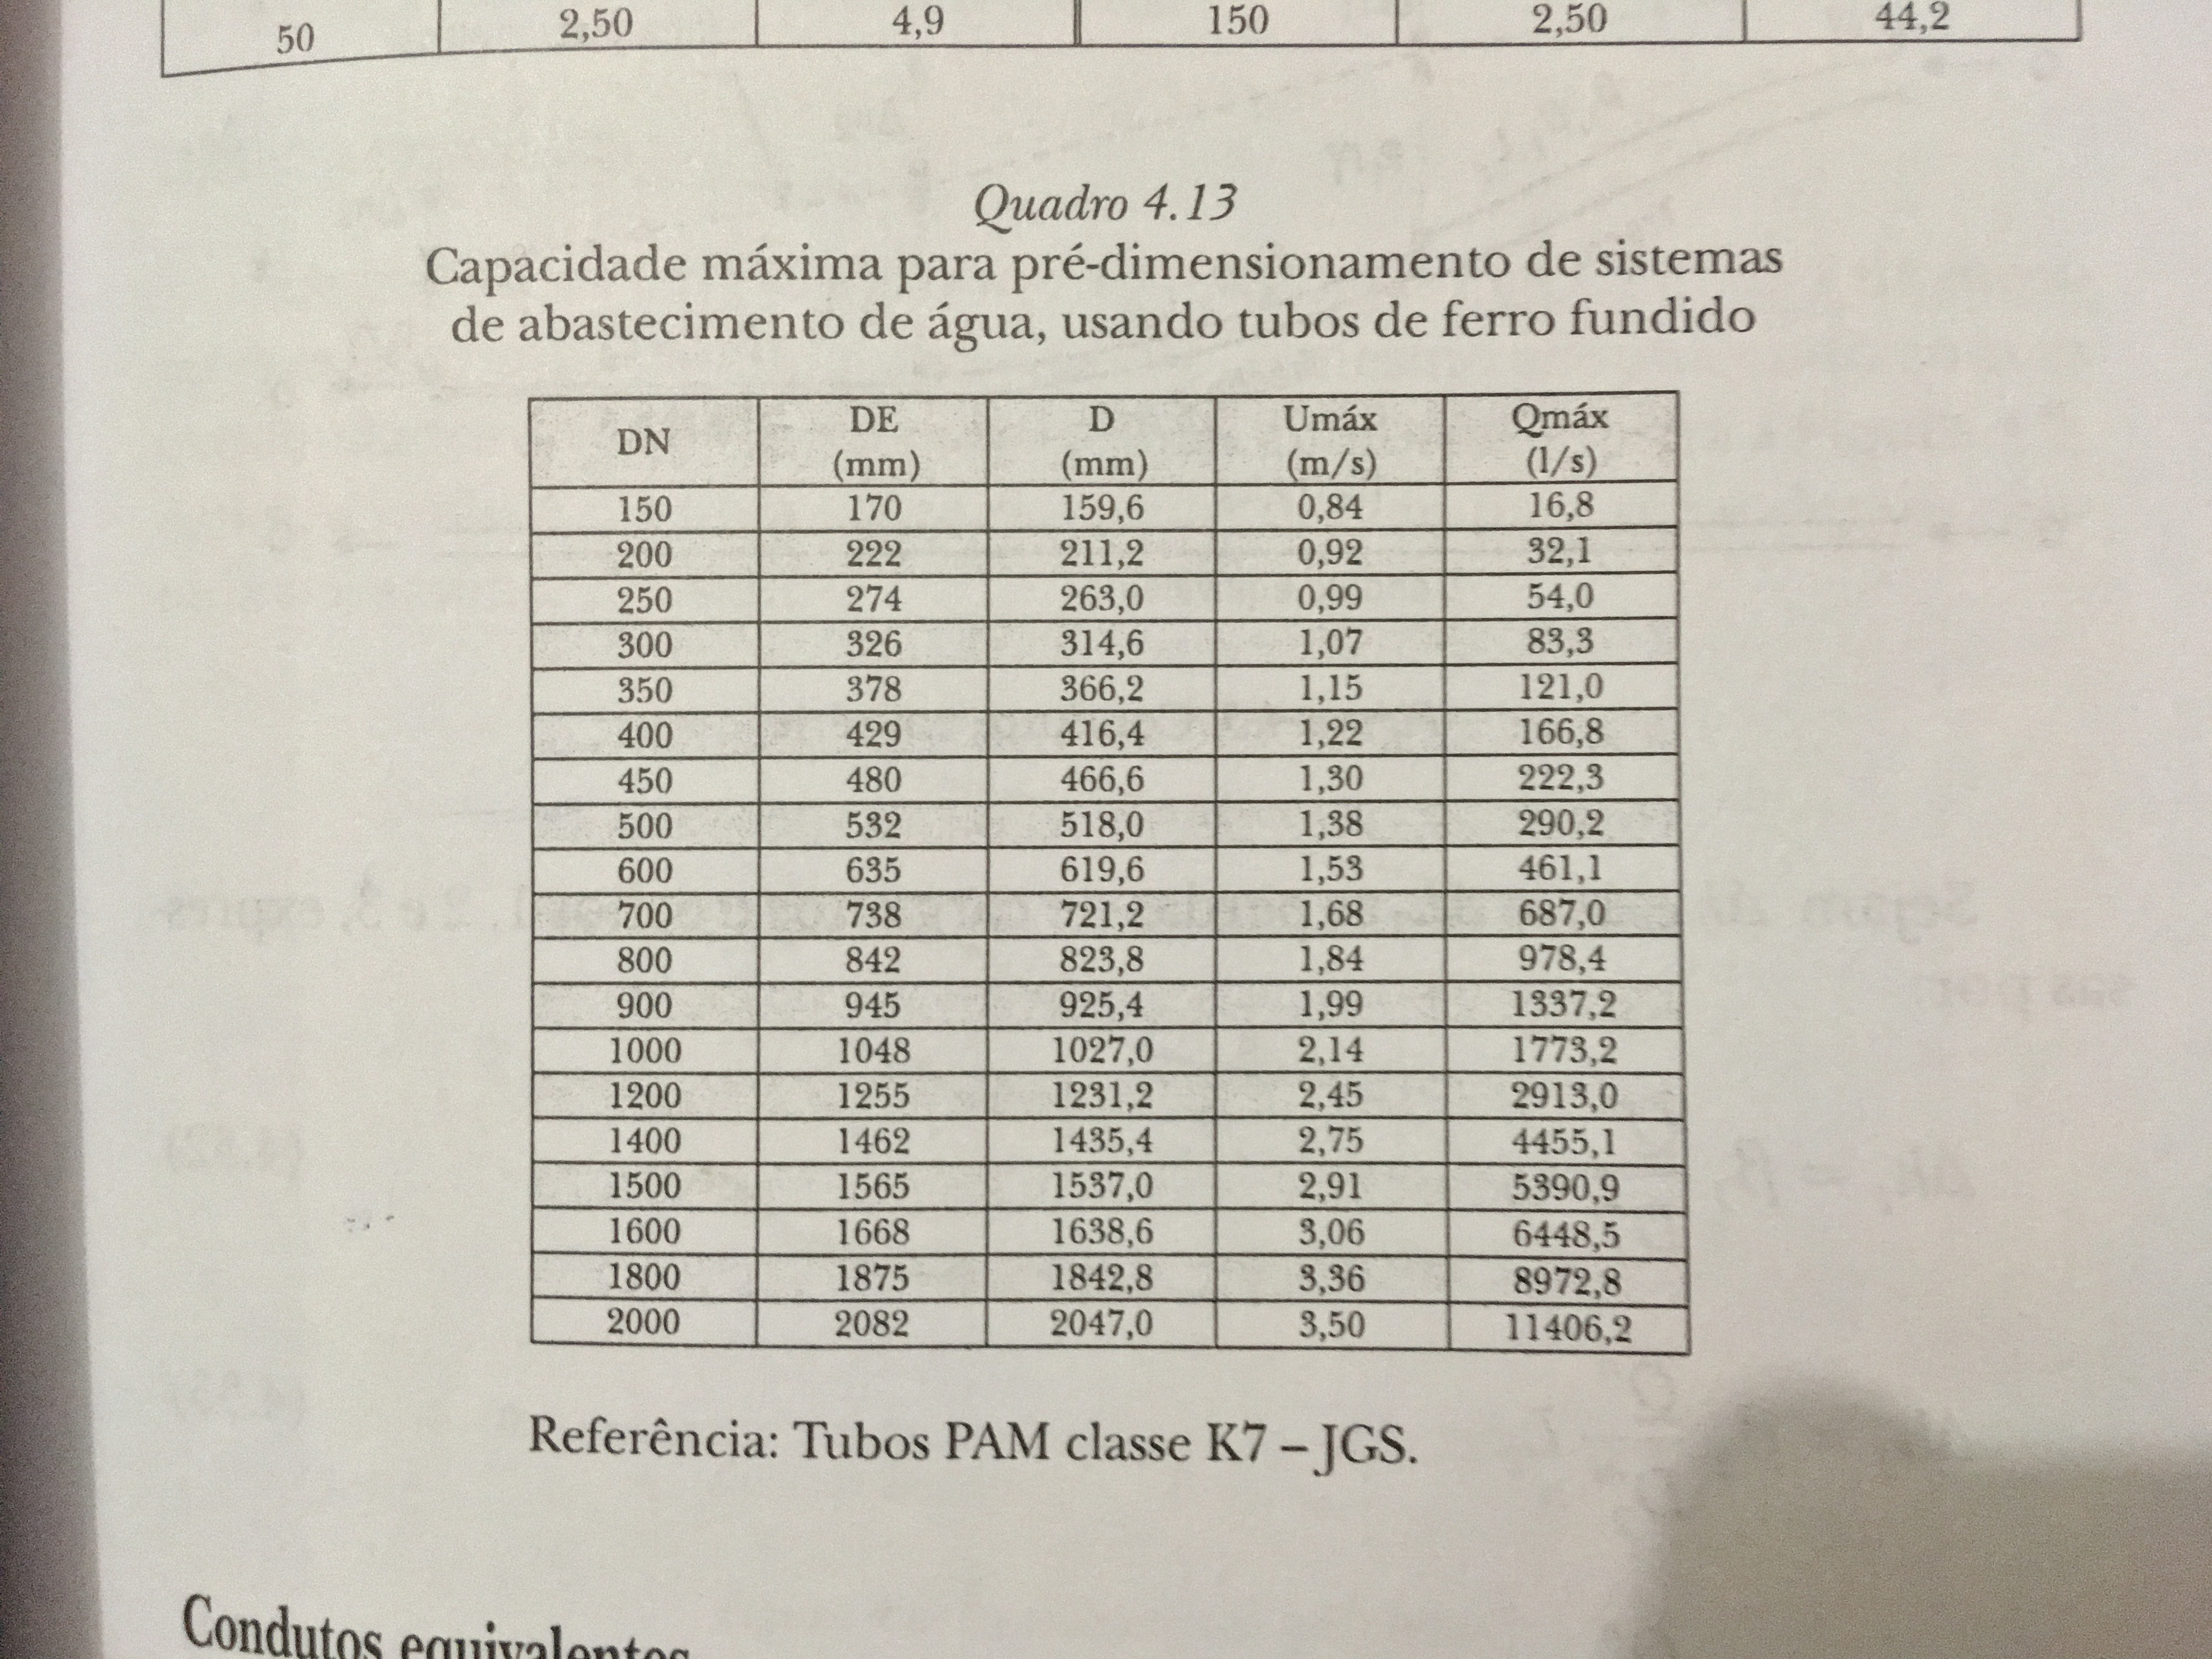 50 2,50 4,9 150 2,50 44,2
Quadro 4.13
Capacidade máxima para pré-dimensionamento de sistemas
de abastecimento de água, usando tubos de ferro fundido
DN DE (mm) D (mm) Umáx (m/s) Qmáx (l/s)
150 170 159,6 0,84 16,8
200 222 211,2 0,92 32,1
250 274 263,0 0,99 54,0
300 326 314,6 1,07 83,3
350 378 366,2 1,15 121,0
400 429 416,4 1,22 166,8
450 480 466,6 1,30 222,3
500 532 518,0 1,38 290,2
600 635 619,6 1,53 461,1
700 738 721,2 1,68 687,0
800 842 823,8 1,84 978,4
900 945 925,4 1,99 1337,2
1000 1048 1027,0 2,14 1773,2
1200 1255 1231,2 2,45 2913,0
1400 1462 1435,4 2,75 4455,1
1500 1565 1537,0 2,91 5390,9
1600 1668 1638,6 3,06 6448,5
1800 1875 1842,8 3,36 8972,8
2000 2082 2047,0 3,50 11406,2
Referência: Tubos PAM classe K7 – JGS.
Condutos equivalentes